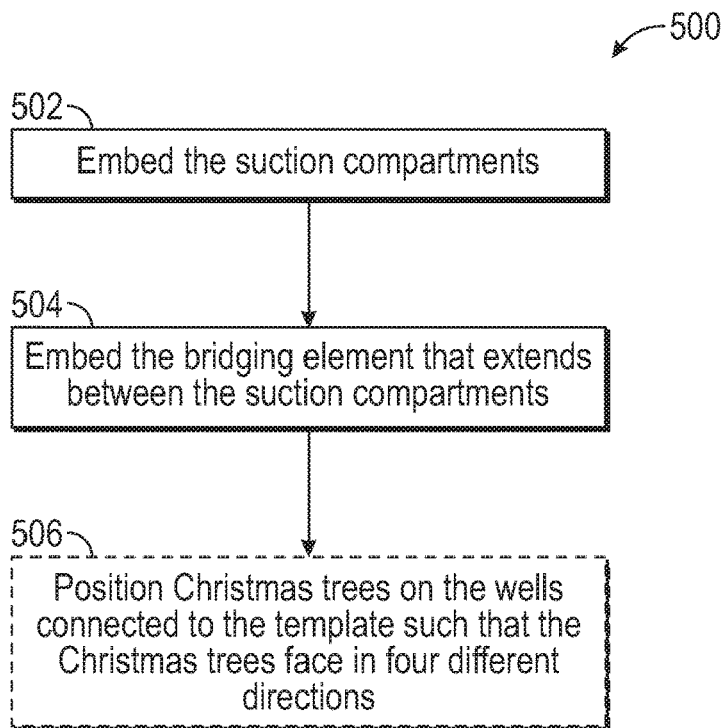 500
502
Embed the suction compartments
504
Embed the bridging element that extends
between the suction compartments
506
Position Christmas trees on the wells
connected to the template such that the
Christmas trees face in four different
directions